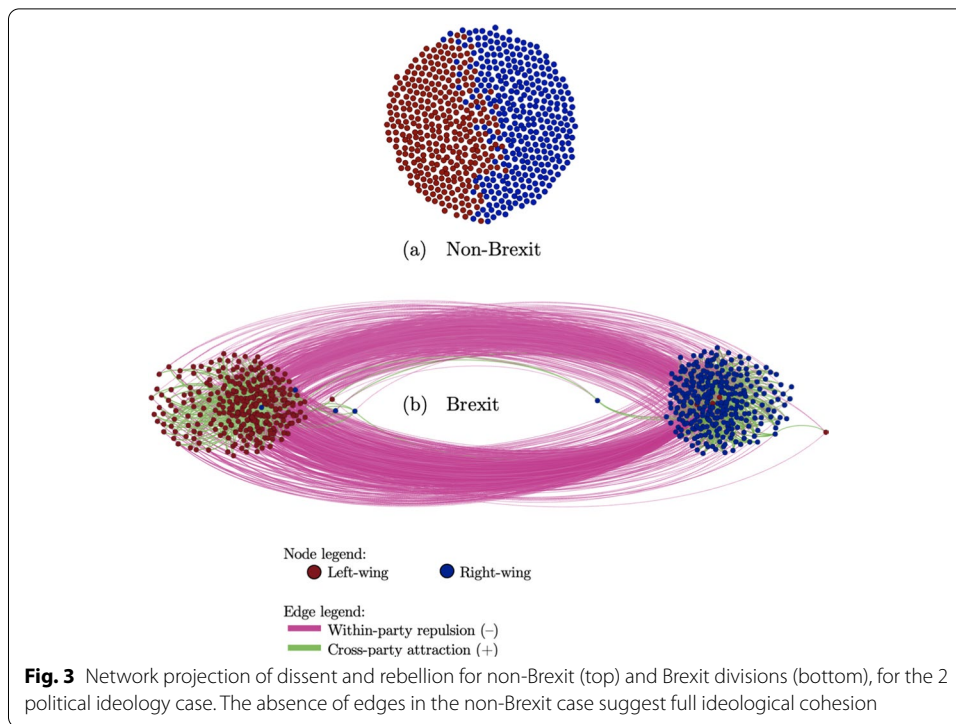 (a) Non-Brexit
(b) Brexit
Node legend:
Left-wing Right-wing
Edge legend:
Within-party repulsion (–)
Cross-party attraction (+)
Fig. 3 Network projection of dissent and rebellion for non-Brexit (top) and Brexit divisions (bottom), for the 2
political ideology case. The absence of edges in the non-Brexit case suggest full ideological cohesion